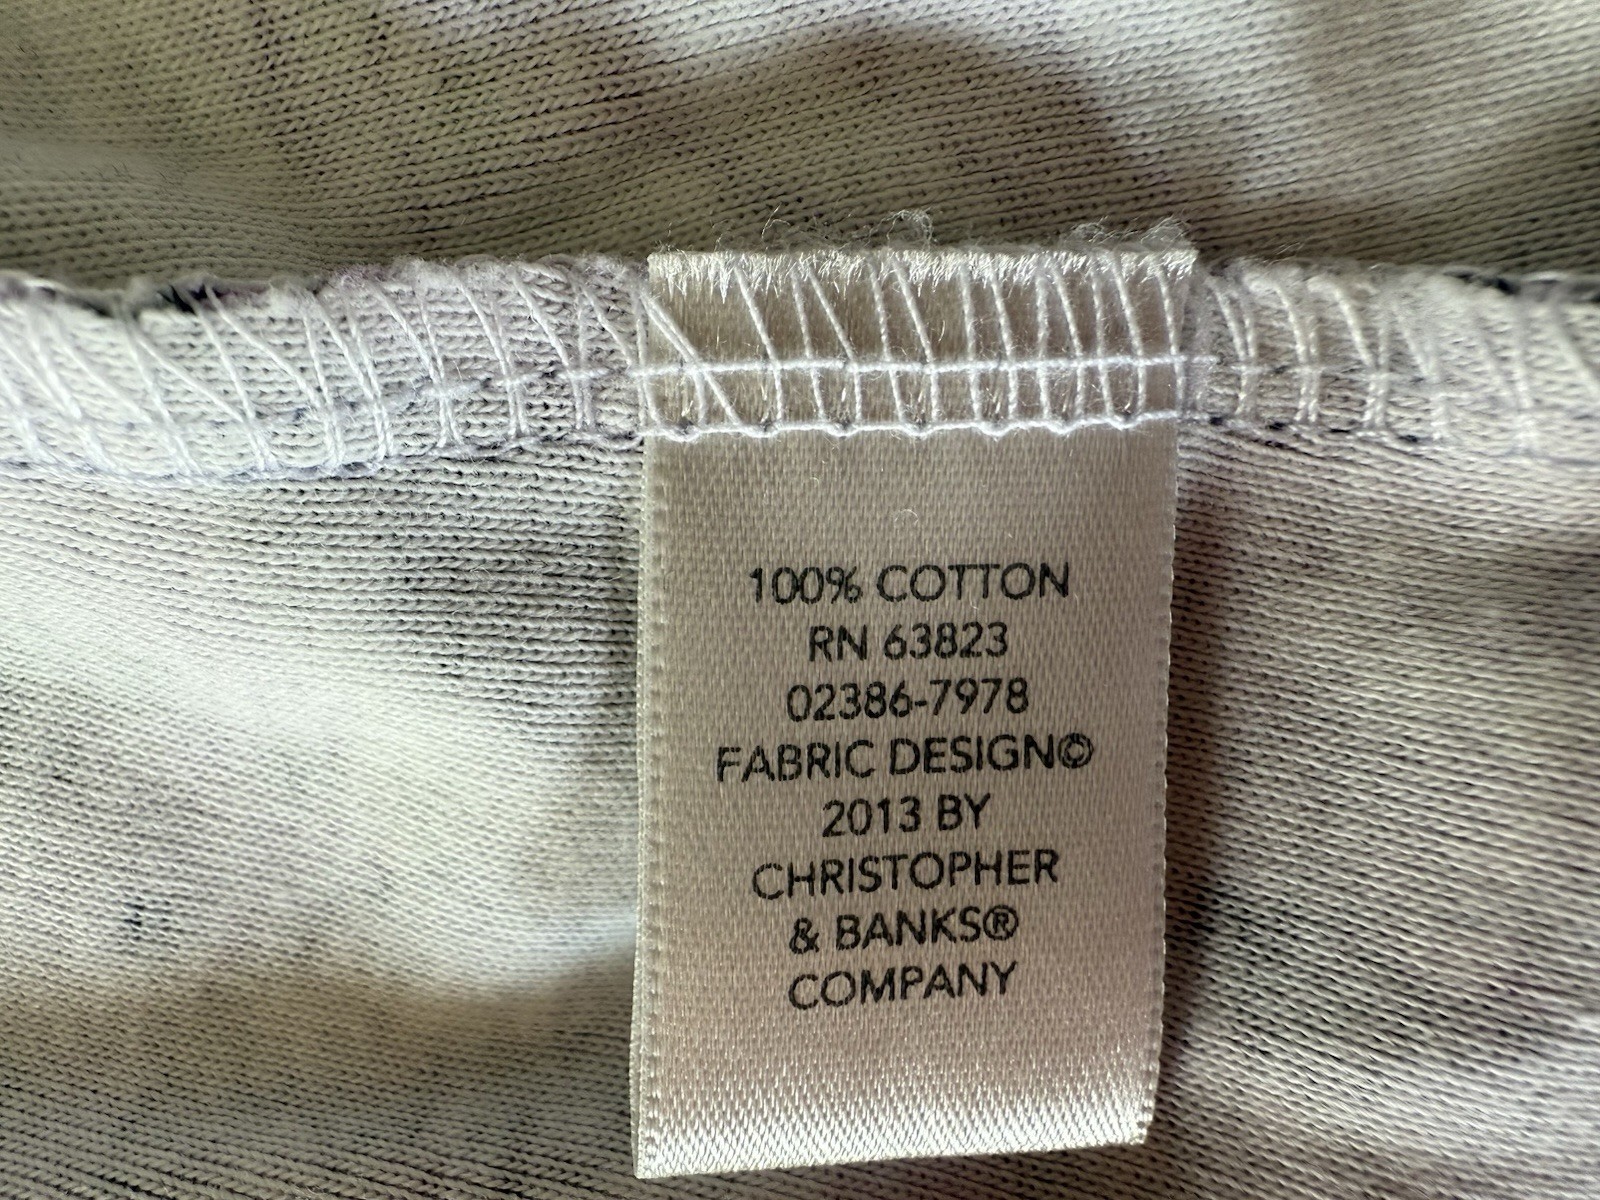 100% COTTON
RN 63823
02386-7978
FABRIC DESIGN©
2013 BY
CHRISTOPHER
& BANKS®
COMPANY